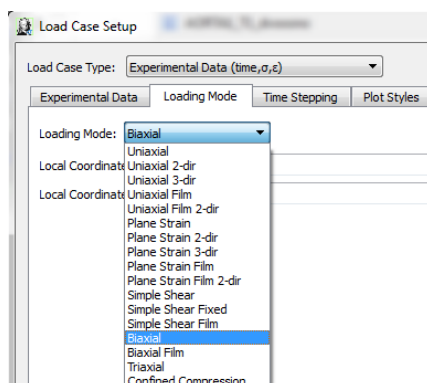 Load Case Setup
Load Case Type: Experimental Data (time,σ,ε)
Experimental Data Loading Mode Time Stepping Plot Styles
Loading Mode: Biaxial
Uniaxial
Local Coordinate Uniaxial 2-dir
Uniaxial 3-dir
Local Coordinate Uniaxial Film
Uniaxial Film 2-dir
Plane Strain
Plane Strain 2-dir
Plane Strain 3-dir
Plane Strain Film
Plane Strain Film 2-dir
Simple Shear
Simple Shear Fixed
Simple Shear Film
Biaxial
Biaxial Film
Triaxial
Confined Compression